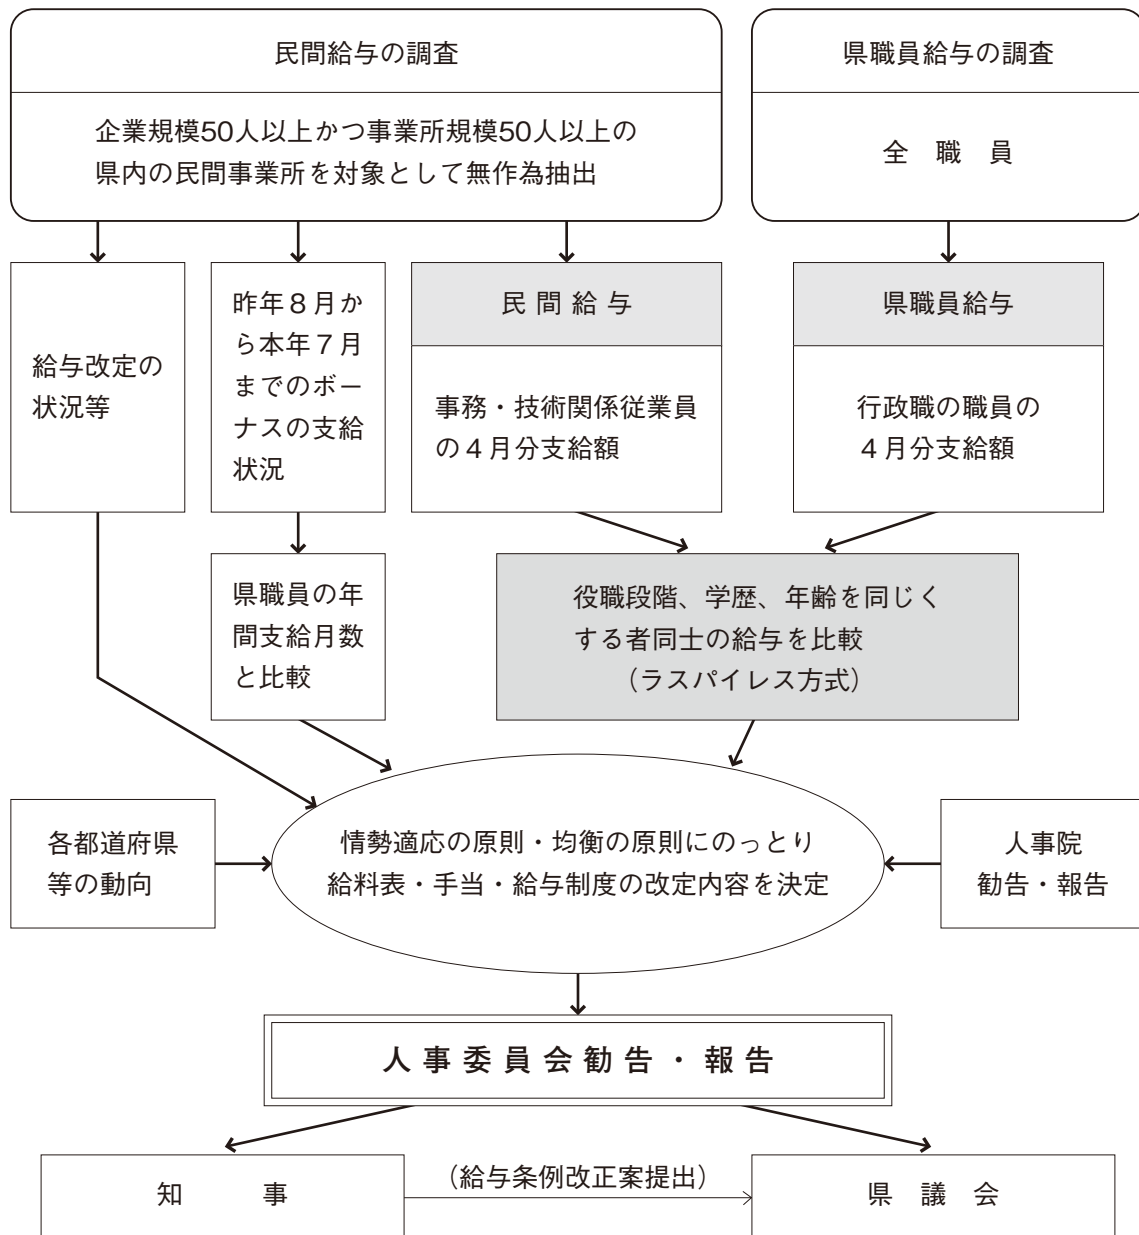 民間給与の調査
企業規模50人以上かつ事業所規模50人以上の
県内の民間事業所を対象として無作為抽出
県職員給与の調査
全 職 員
給与改定の
状況等
昨年８月か
ら本年７月
までのボー
ナスの支給
状況
民 間 給 与
事務・技術関係従業員
の４月分支給額
県職員給与
行政職の職員の
４月分支給額
県職員の年
間支給月数
と比較
役職段階、学歴、年齢を同じく
する者同士の給与を比較
（ラスパイレス方式）
各都道府県
等の動向
情勢適応の原則・均衡の原則にのっとり
給料表・手当・給与制度の改定内容を決定
人事院
勧告・報告
人 事 委 員 会 勧 告 ・ 報 告
知 事
（給与条例改正案提出）
県 議 会